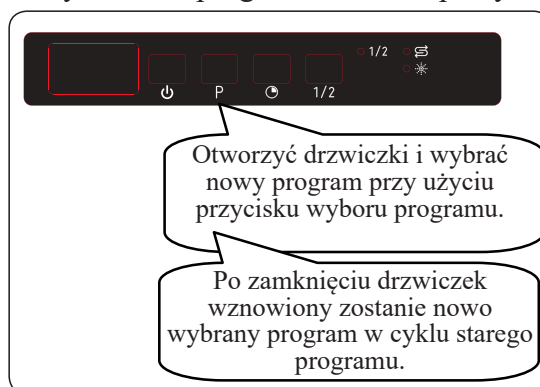 1/2
P 1/2
Otworzyć drzwiczki i wybrać
nowy program przy użyciu
przycisku wyboru programu.
Po zamknięciu drzwiczek
wznowiony zostanie nowo
wybrany program w cyklu starego
programu.